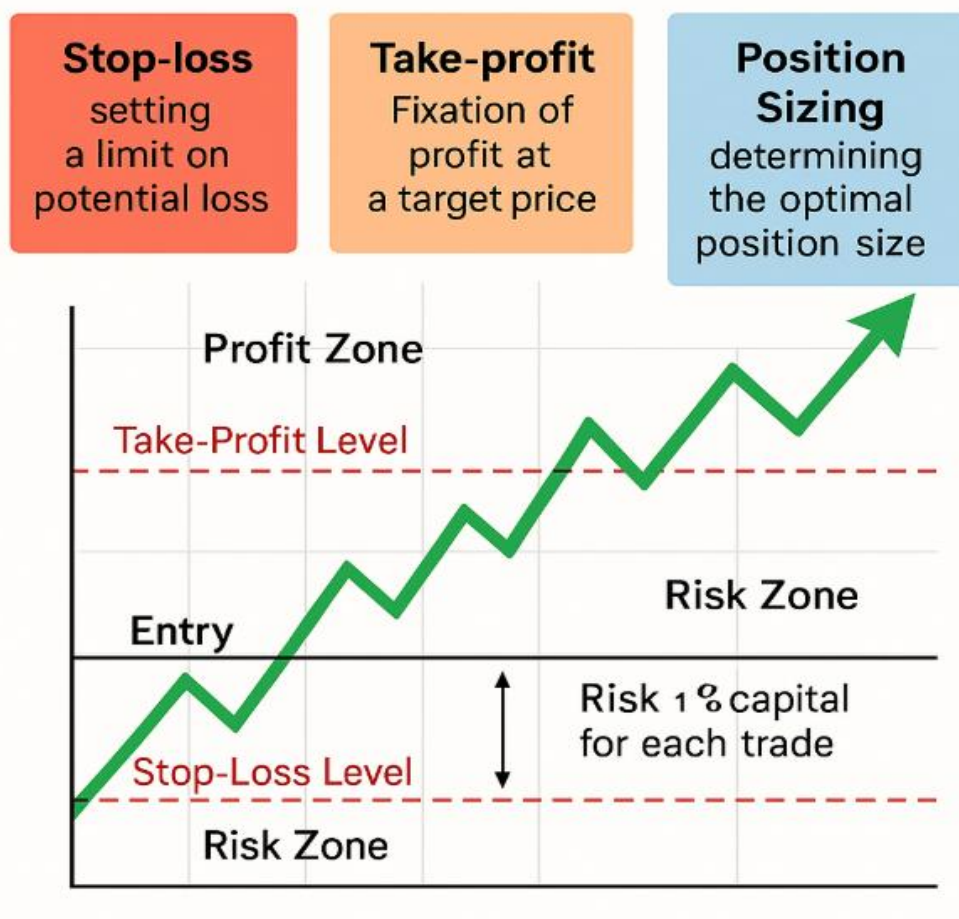 Stop-loss
setting
a limit on
potential loss
Take-profit
Fixation of
profit at
a target price
Position
Sizing
determining
the optimal
position size
Profit Zone
Take-Profit Level
Risk Zone
Entry
Risk 1% capital
for each trade
Stop-Loss Level
Risk Zone